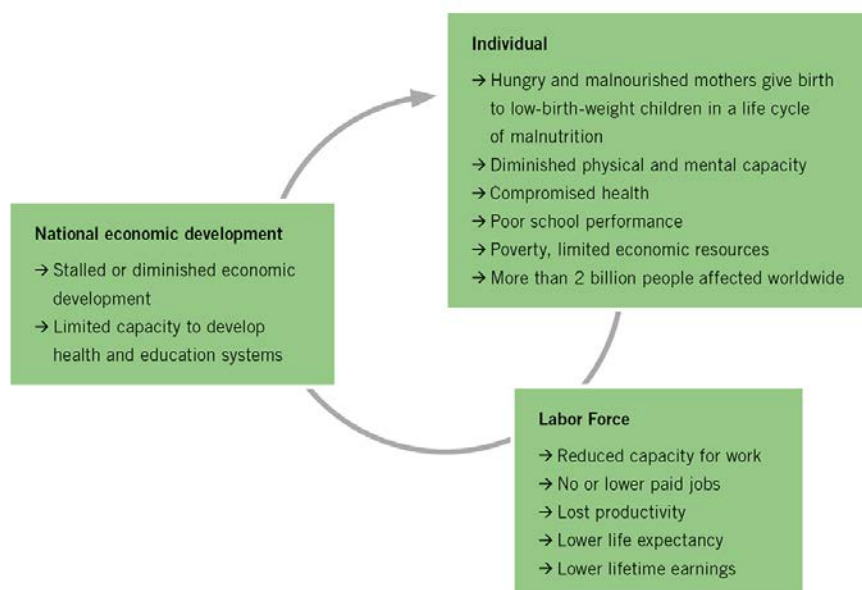 Individual
→ Hungry and malnourished mothers give birth
to low-birth-weight children in a life cycle
of malnutrition
→ Diminished physical and mental capacity
→ Compromised health
→ Poor school performance
→ Poverty, limited economic resources
→ More than 2 billion people affected worldwide
National economic development
→ Stalled or diminished economic
development
→ Limited capacity to develop
health and education systems
Labor Force
→ Reduced capacity for work
→ No or lower paid jobs
→ Lost productivity
→ Lower life expectancy
→ Lower lifetime earnings